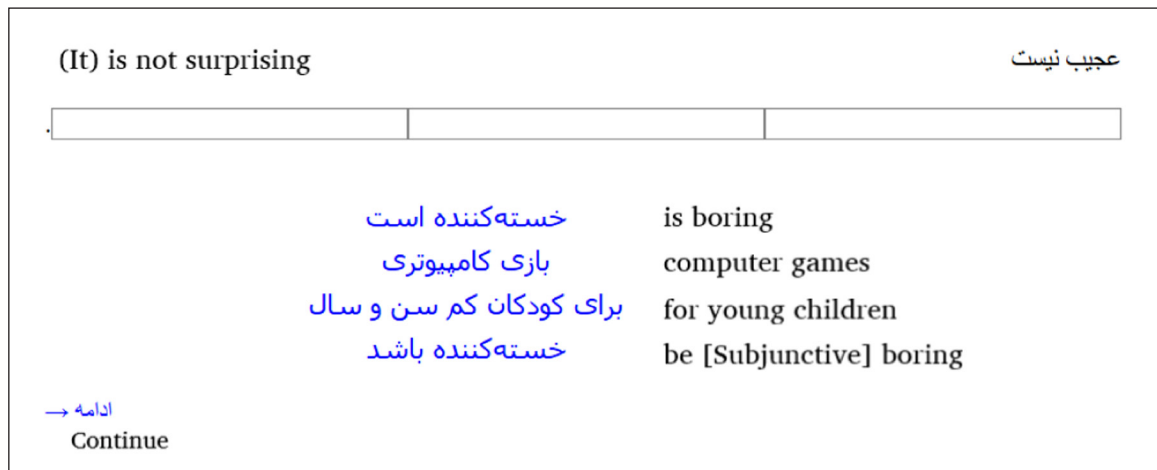 (It) is not surprising عجیب نیست
.
خسته‌کننده است is boring
بازی کامپیوتری computer games
برای کودکان کم سن و سال for young children
خسته‌کننده باشد be [Subjunctive] boring
ادامه →
Continue